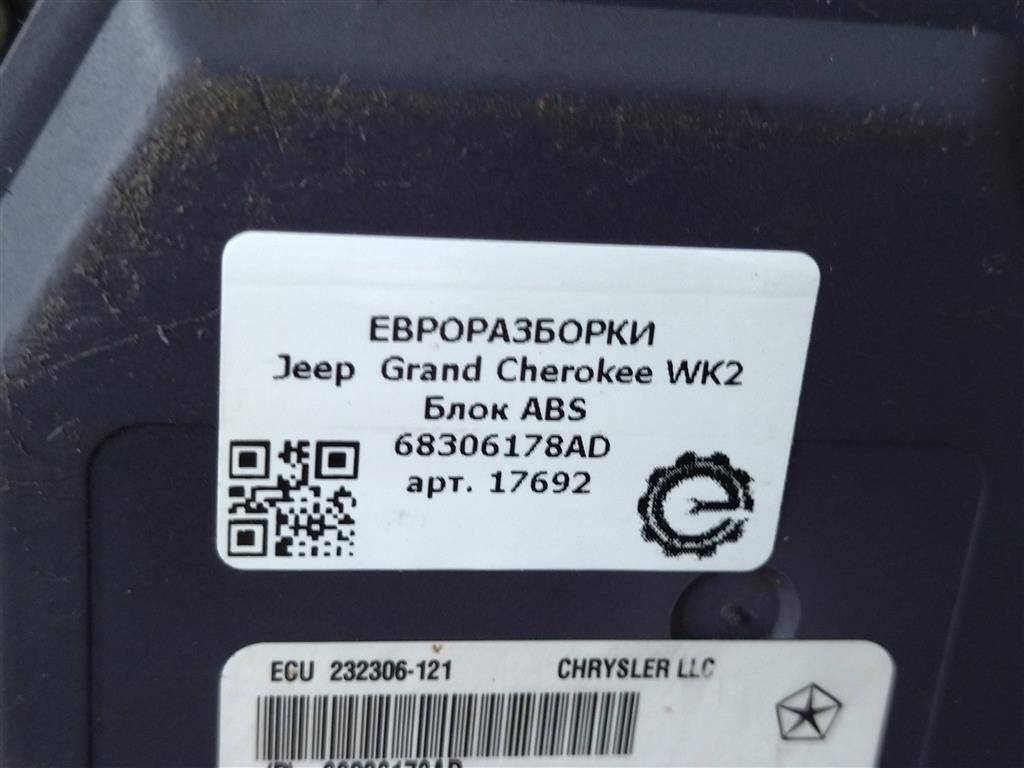 ЕВРОРАЗБОРКИ
Jeep Grand Cherokee WK2
Блок ABS
68306178AD
арт. 17692
ECU 232306-121 CHRYSLER LLC